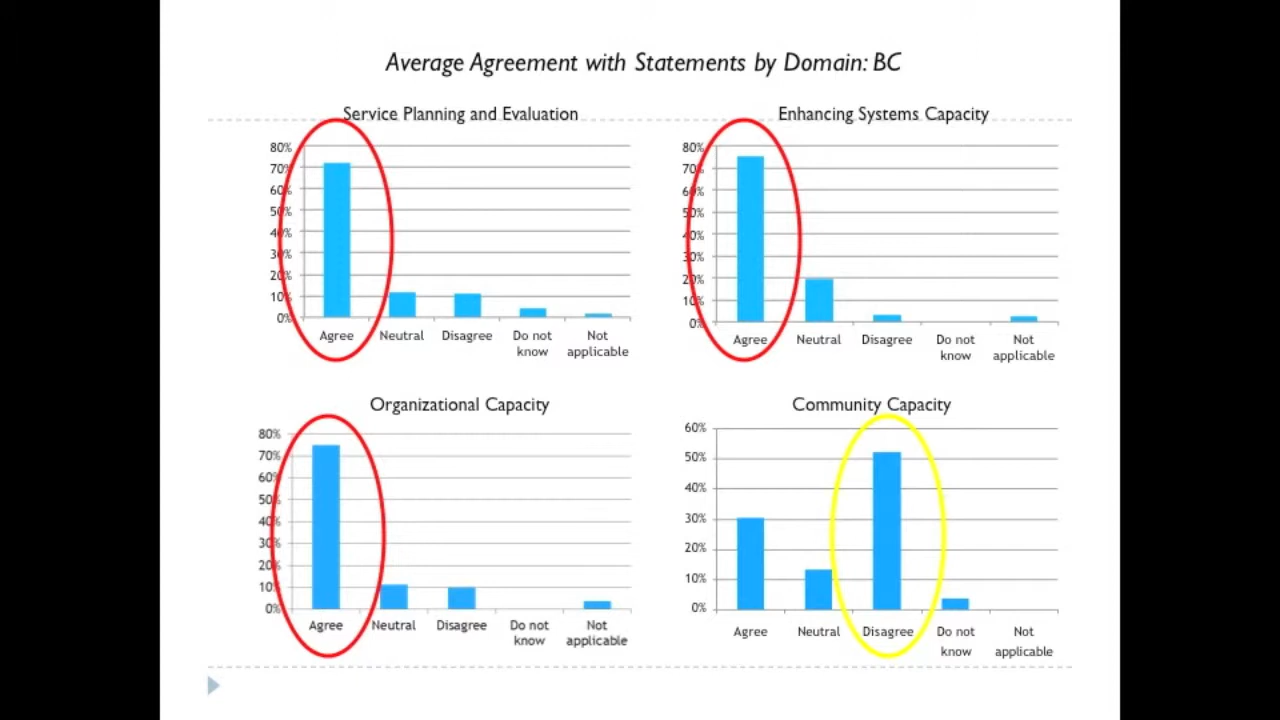 Average Agreement with Statements by Domain: BC
Service Planning and Evaluation
80%
70%
60%
50%
40%
30%
20%
10%
0%
Agree Neutral Disagree Do not Not
know applicable
Enhancing Systems Capacity
80%
70%
60%
50%
40%
30%
20%
10%
0%
Agree Neutral Disagree Do not Not
know applicable
Organizational Capacity
80%
70%
60%
50%
40%
30%
20%
10%
0%
Agree Neutral Disagree Do not Not
know applicable
Community Capacity
60%
50%
40%
30%
20%
10%
0%
Agree Neutral Disagree Do not Not
know applicable